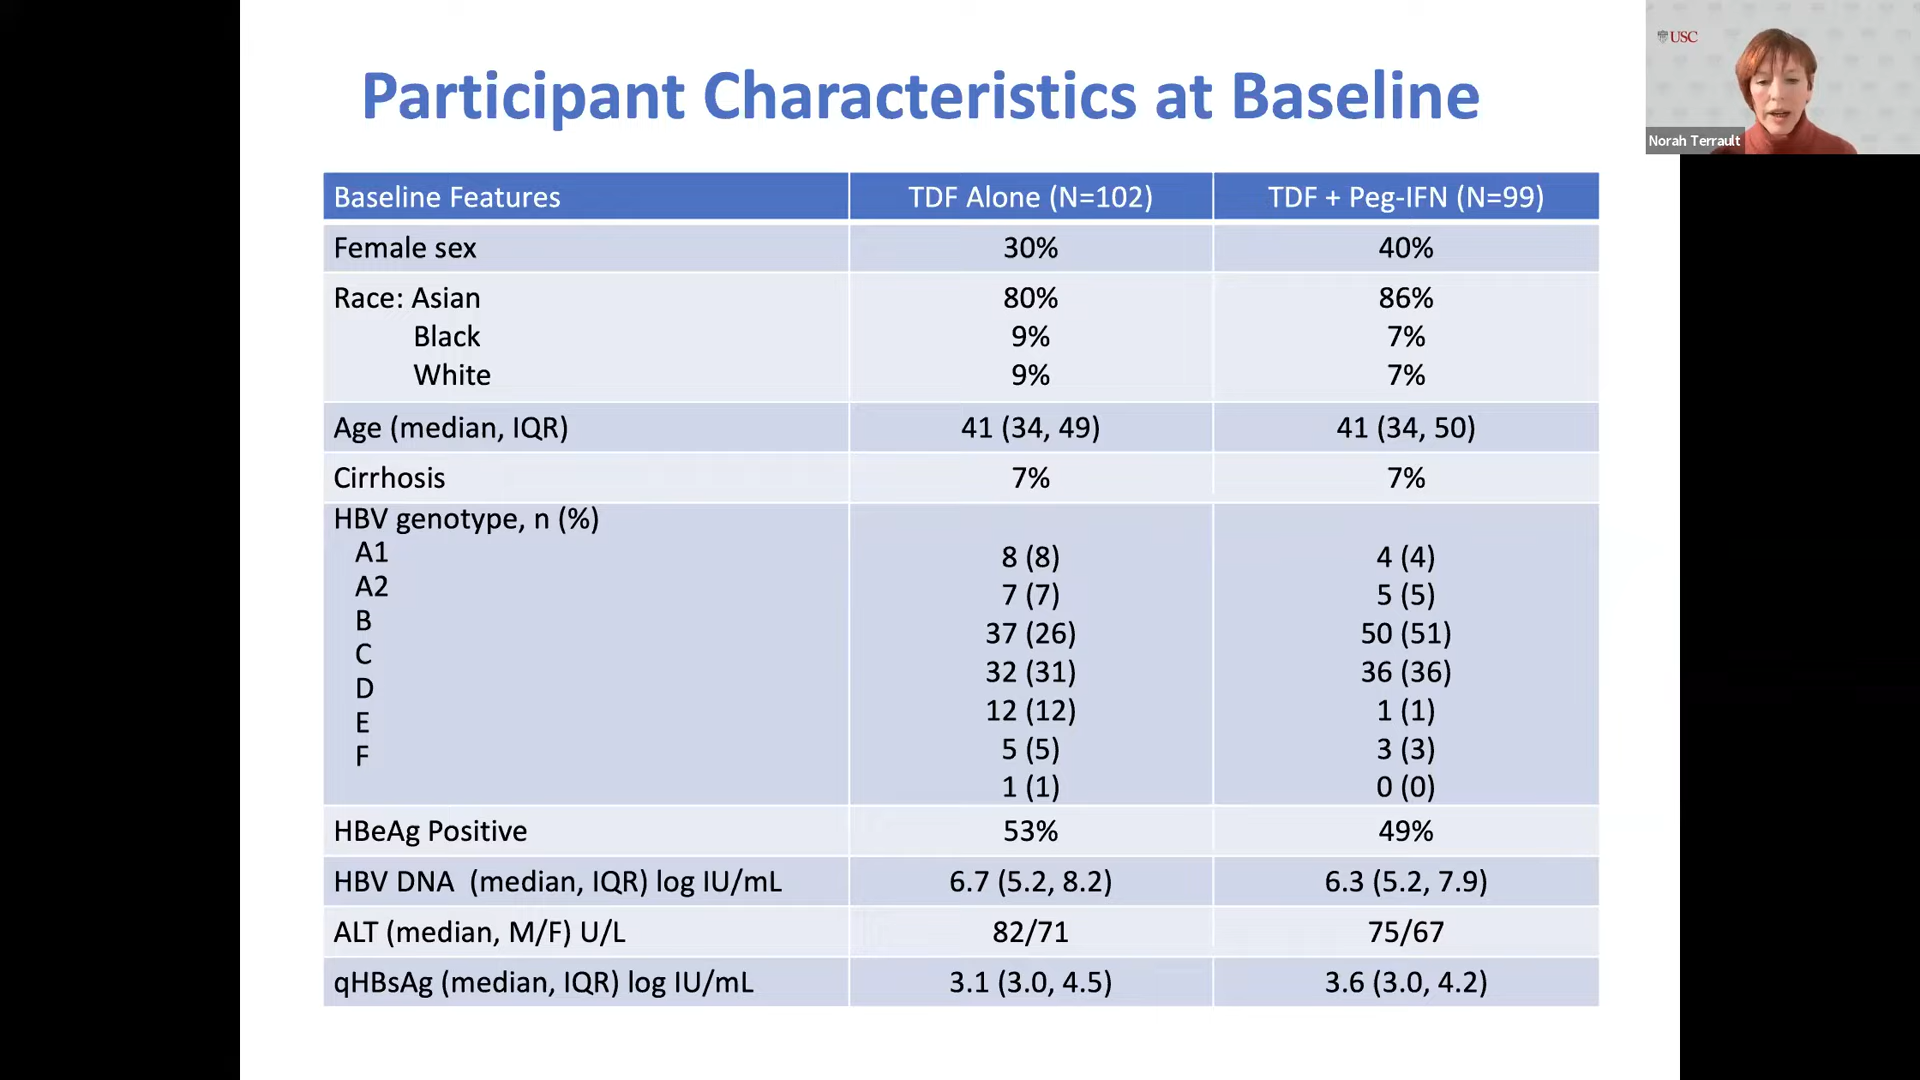 Participant Characteristics at Baseline
USC
Norah Terrault
Baseline Features TDF Alone (N=102) TDF + Peg-IFN (N=99)
Female sex 30% 40%
Race: Asian 80% 86%
Black 9% 7%
White 9% 7%
Age (median, IQR) 41 (34, 49) 41 (34, 50)
Cirrhosis 7% 7%
HBV genotype, n (%)
A1 8 (8) 4 (4)
A2 7 (7) 5 (5)
B 37 (26) 50 (51)
C 32 (31) 36 (36)
D 12 (12) 1 (1)
E 5 (5) 3 (3)
F 1 (1) 0 (0)
HBeAg Positive 53% 49%
HBV DNA (median, IQR) log IU/mL 6.7 (5.2, 8.2) 6.3 (5.2, 7.9)
ALT (median, M/F) U/L 82/71 75/67
qHBsAg (median, IQR) log IU/mL 3.1 (3.0, 4.5) 3.6 (3.0, 4.2)